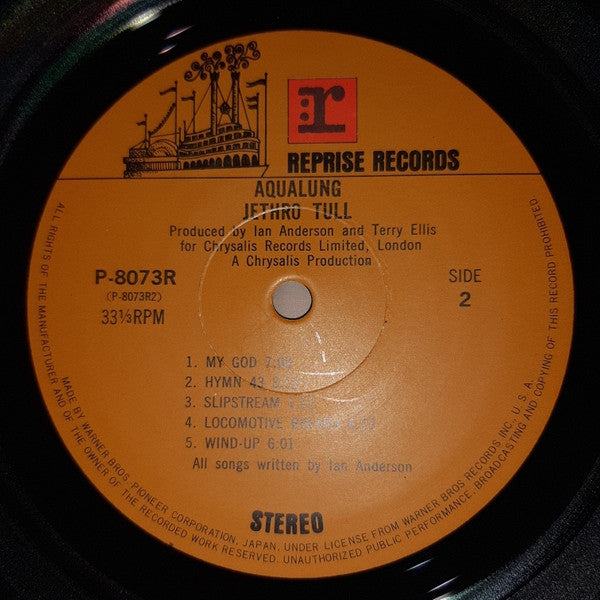 r
REPRISE RECORDS
AQUALUNG
JETHRO TULL
Produced by Ian Anderson and Terry Ellis
for Chrysalis Records Limited, London
A Chrysalis Production
P-8073R
(P-8073R2)
33⅓RPM
SIDE
2
1. MY GOD
2. HYMN 43
3. SLIPSTREAM
4. LOCOMOTIVE
5. WIND-UP 6:01
All songs written by Ian Anderson
STEREO
ALL RIGHTS OF THE MANUFACTURER AND OF THE OWNER OF THE RECORDED WORK RESERVED. UNAUTHORIZED PUBLIC PERFORMANCE, BROADCASTING AND COPYING OF THIS RECORD PROHIBITED
MADE BY WARNER BROS. PIONEER CORPORATION, JAPAN, UNDER LICENSE FROM WARNER BROS RECORDS INC., U. S. A.